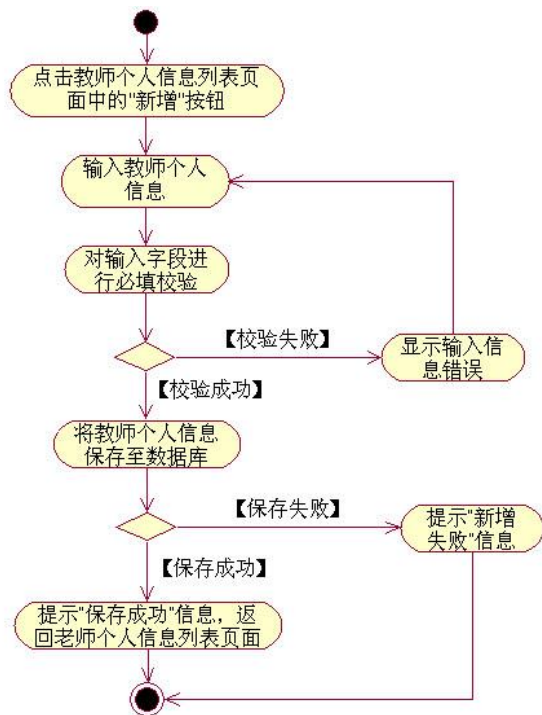 点击教师个人信息列表页
面中的"新增"按钮
输入教师个人
信息
对输入字段进
行必填校验
【校验失败】
显示输入信
息错误
【校验成功】
将教师个人信息
保存至数据库
【保存失败】
提示"新增
失败"信息
【保存成功】
提示"保存成功"信息，返
回老师个人信息列表页面